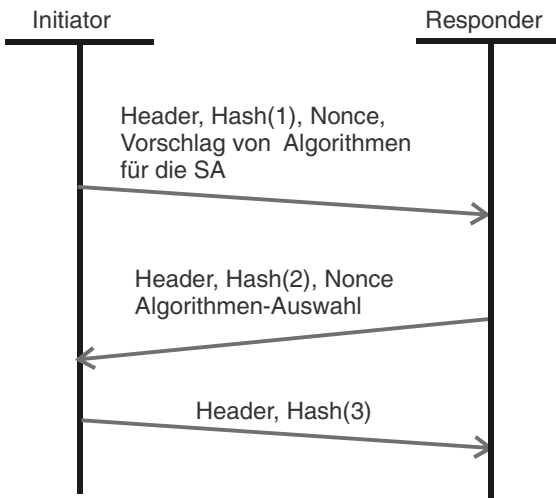 Initiator
Responder
Header, Hash(1), Nonce,
Vorschlag von Algorithmen
für die SA
Header, Hash(2), Nonce
Algorithmen-Auswahl
Header, Hash(3)